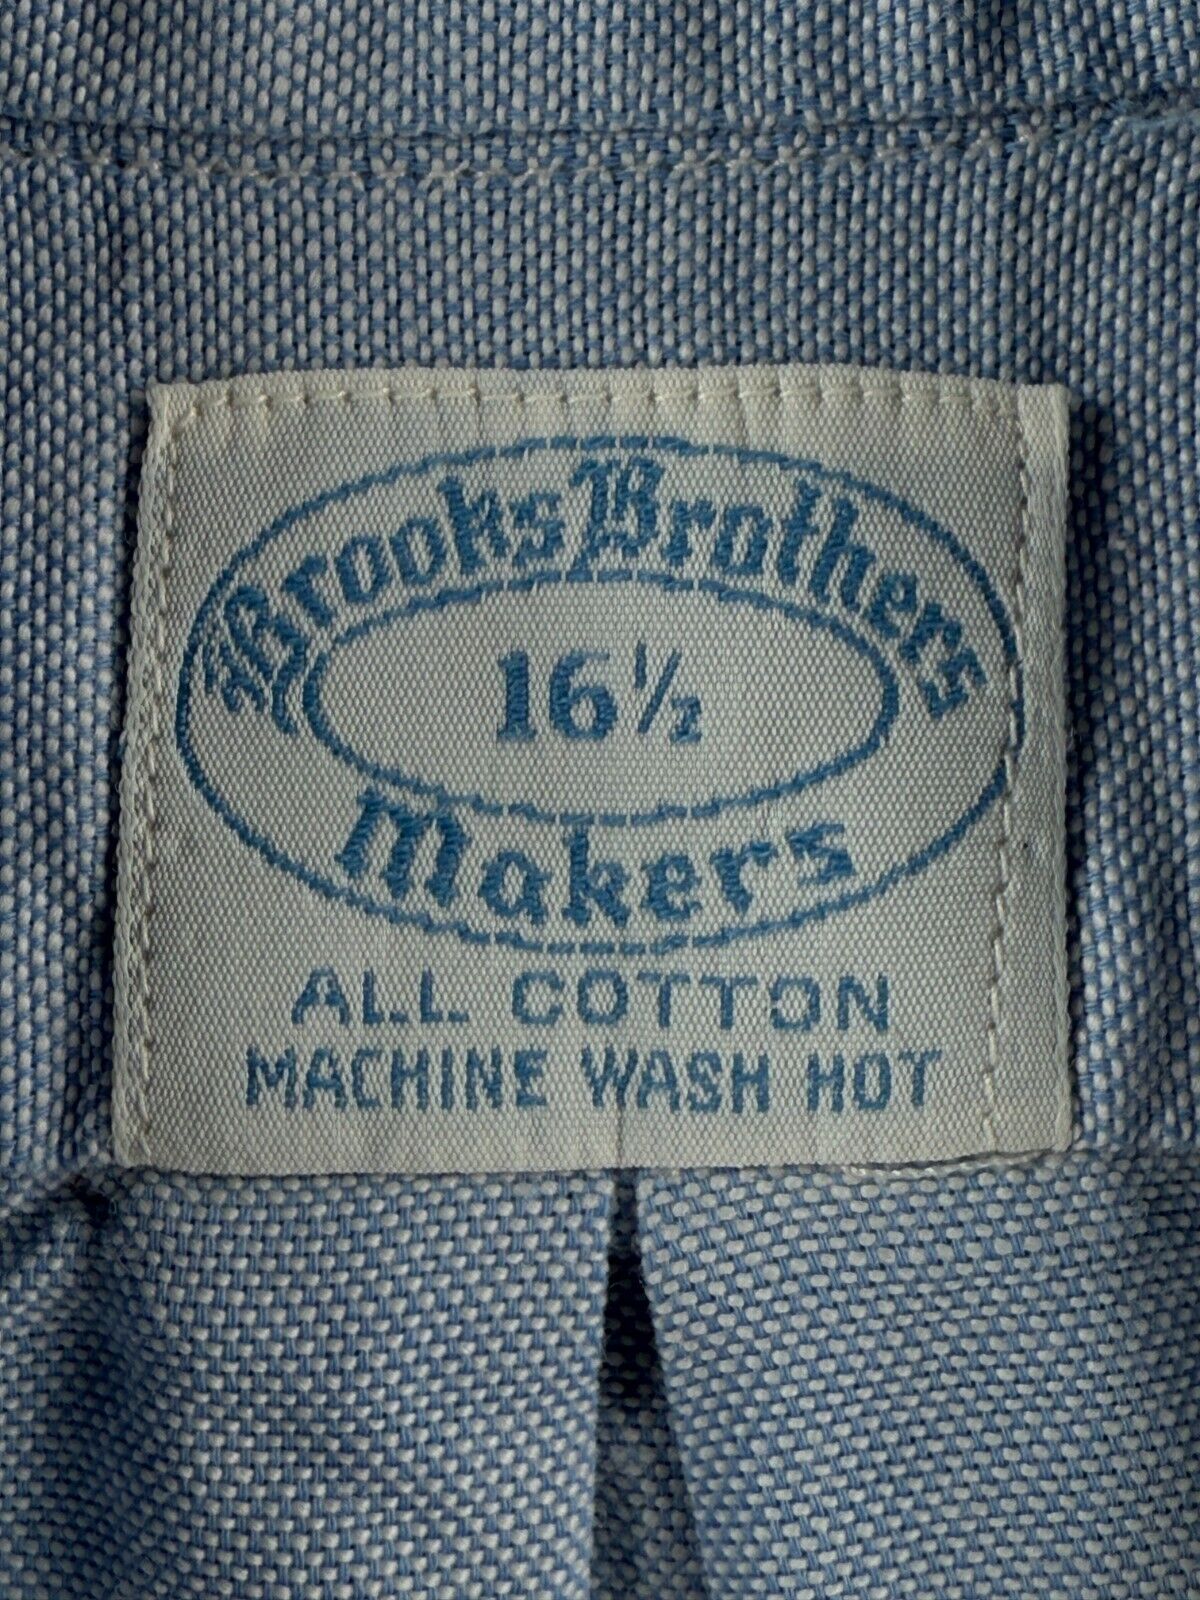 Brooks Brothers
16½
Makers
ALL COTTON
MACHINE WASH HOT